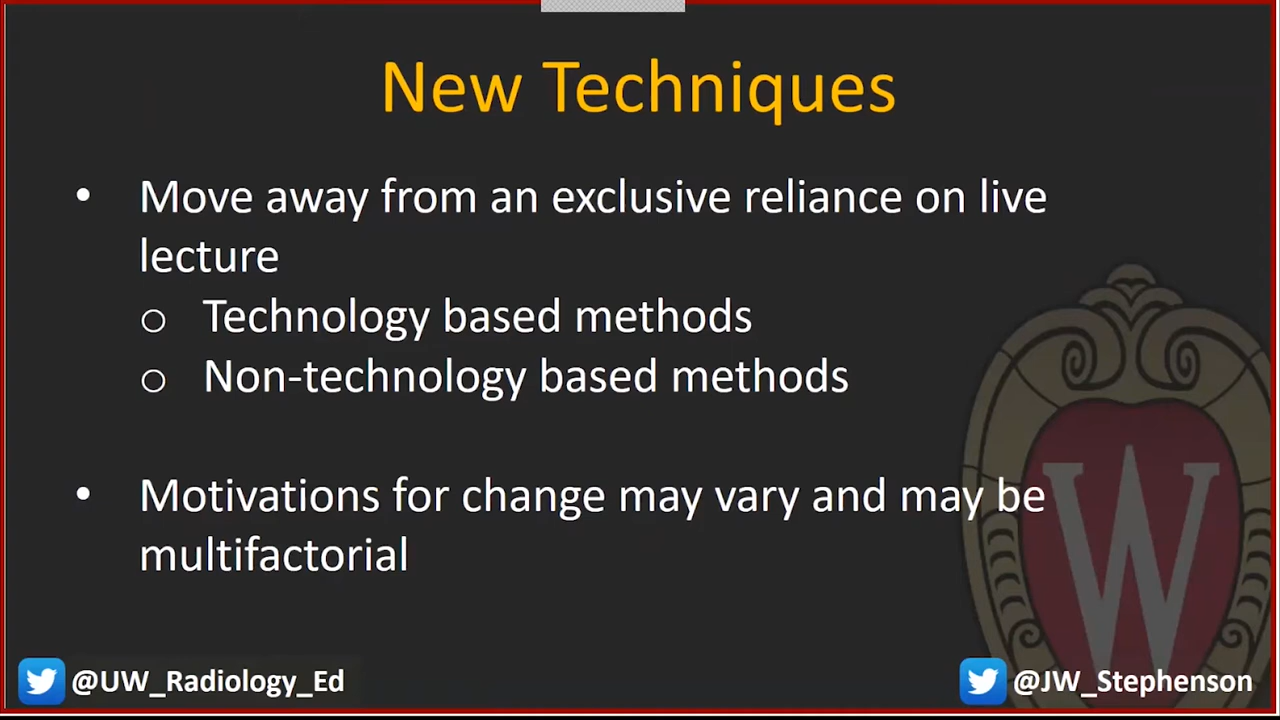 New Techniques
• Move away from an exclusive reliance on live
lecture
o Technology based methods
o Non-technology based methods
• Motivations for change may vary and may be
multifactorial
W
@UW_Radiology_Ed
@JW_Stephenson